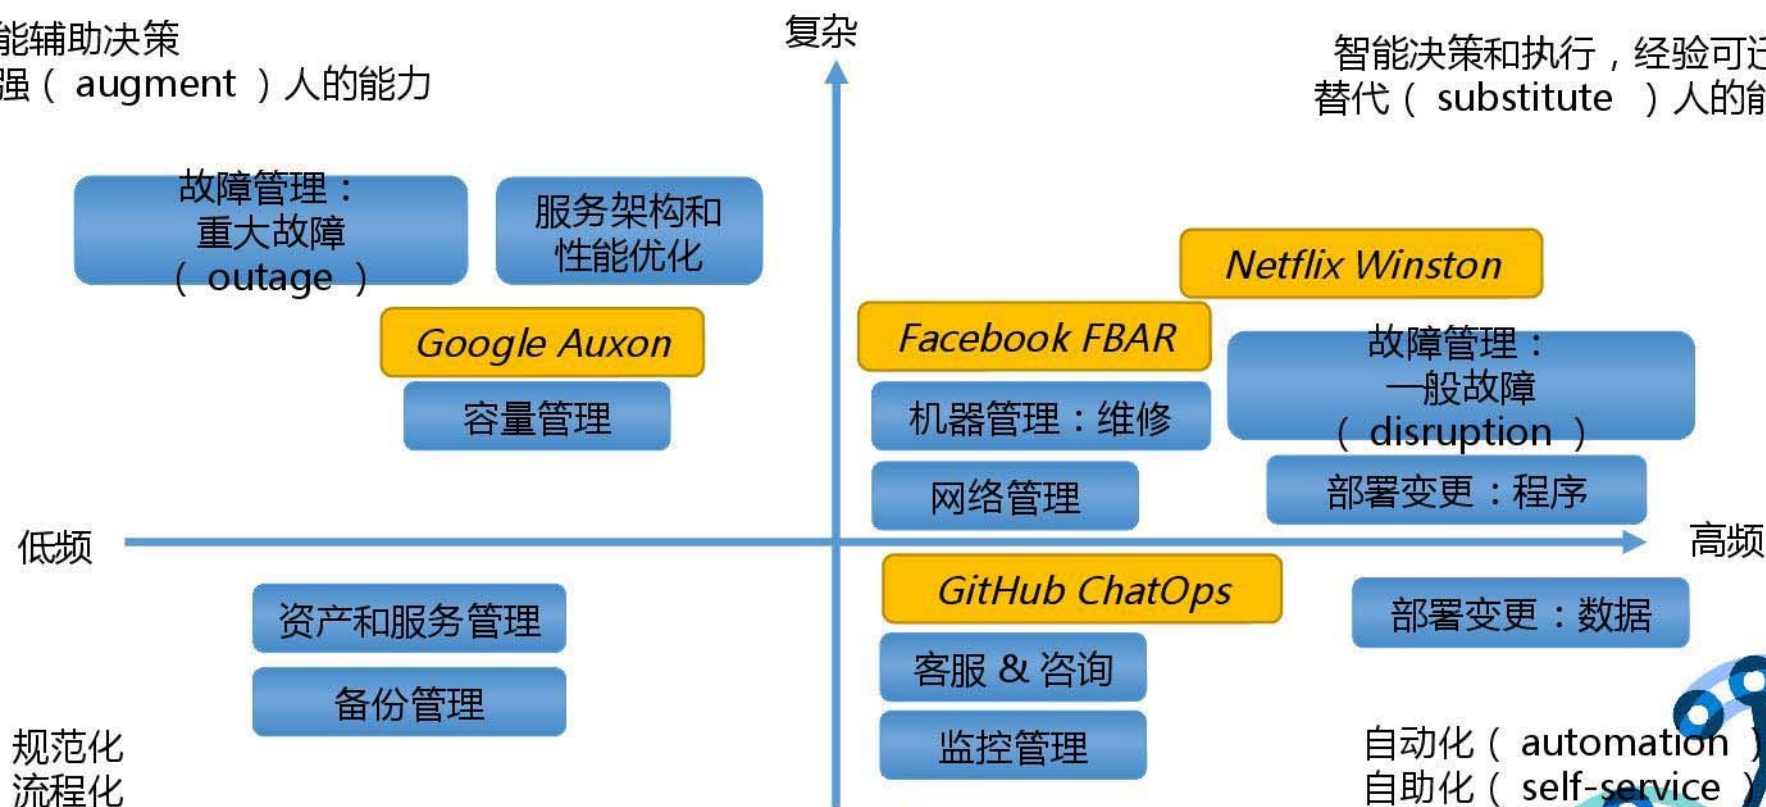 能辅助决策
强（ augment ）人的能力
复杂
智能决策和执行，经验可迁
替代（ substitute ）人的能
故障管理：
重大故障
（ outage ）
服务架构和
性能优化
Netflix Winston
Google Auxon
Facebook FBAR
故障管理：
一般故障
（ disruption ）
容量管理
机器管理：维修
网络管理
部署变更：程序
低频
高频
GitHub ChatOps
资产和服务管理
部署变更：数据
客服 & 咨询
备份管理
监控管理
规范化
流程化
自动化（ automation ）
自助化（ self-service ）